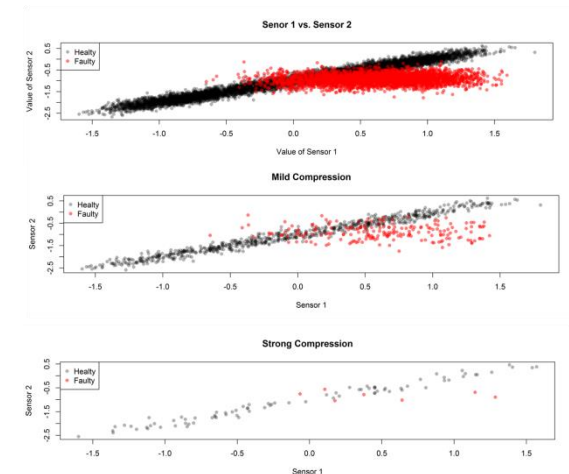 Senor 1 vs. Sensor 2
Healty
Faulty
Value of Sensor 2
0.5
-0.5
-1.5
-2.5
-1.5 -1.0 -0.5 0.0 0.5 1.0 1.5
Value of Sensor 1
Mild Compression
Healty
Faulty
Sensor 2
0.5
-0.5
-1.5
-2.5
-1.5 -1.0 -0.5 0.0 0.5 1.0 1.5
Sensor 1
Strong Compression
Healty
Faulty
Sensor 2
0.5
-0.5
-1.5
-2.5
-1.5 -1.0 -0.5 0.0 0.5 1.0 1.5
Sensor 1